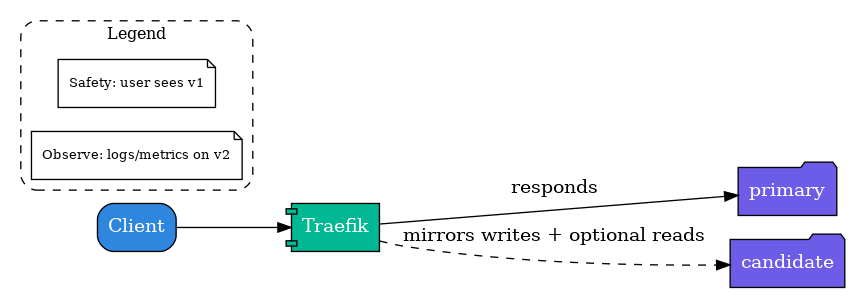 Legend
Safety: user sees v1
Observe: logs/metrics on v2
Client
Traefik
responds
mirrors writes + optional reads
primary
candidate